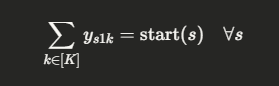 ∑_{k∈[K]} y_{s1k} = start(s)  ∀s